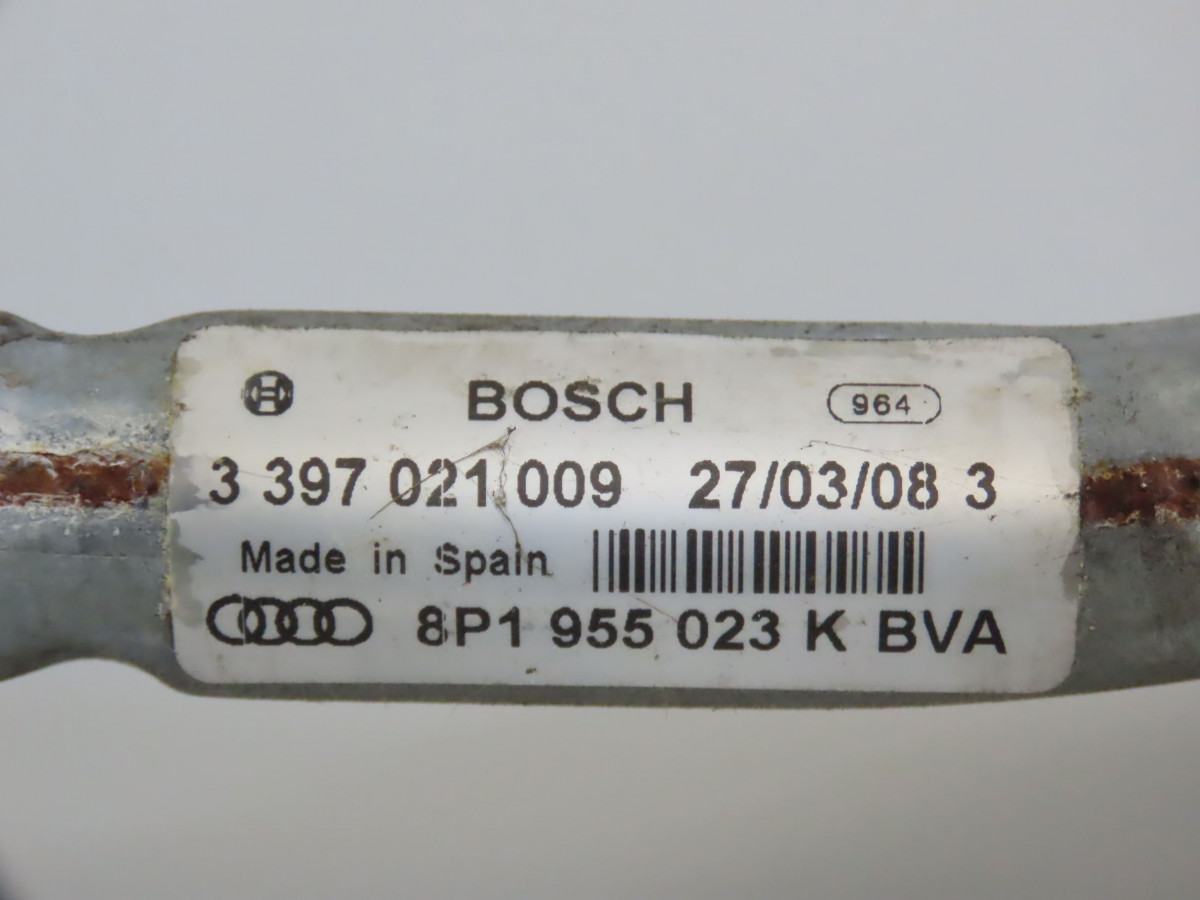 BOSCH 964
3 397 021 009 27/03/08 3
Made in Spain
8P1 955 023 K BVA